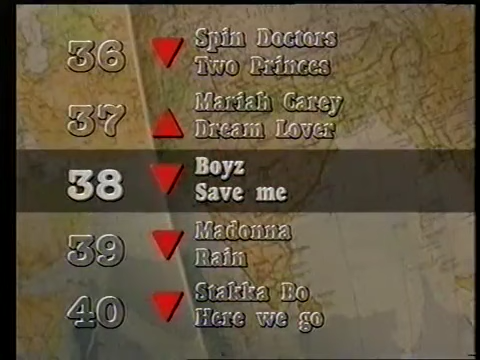 36 Spin Doctors
Two Princes
37 Mariah Carey
Dream Lover
38 Boyz
Save me
39 Madonna
Rain
40 Stakka Bo
Here we go